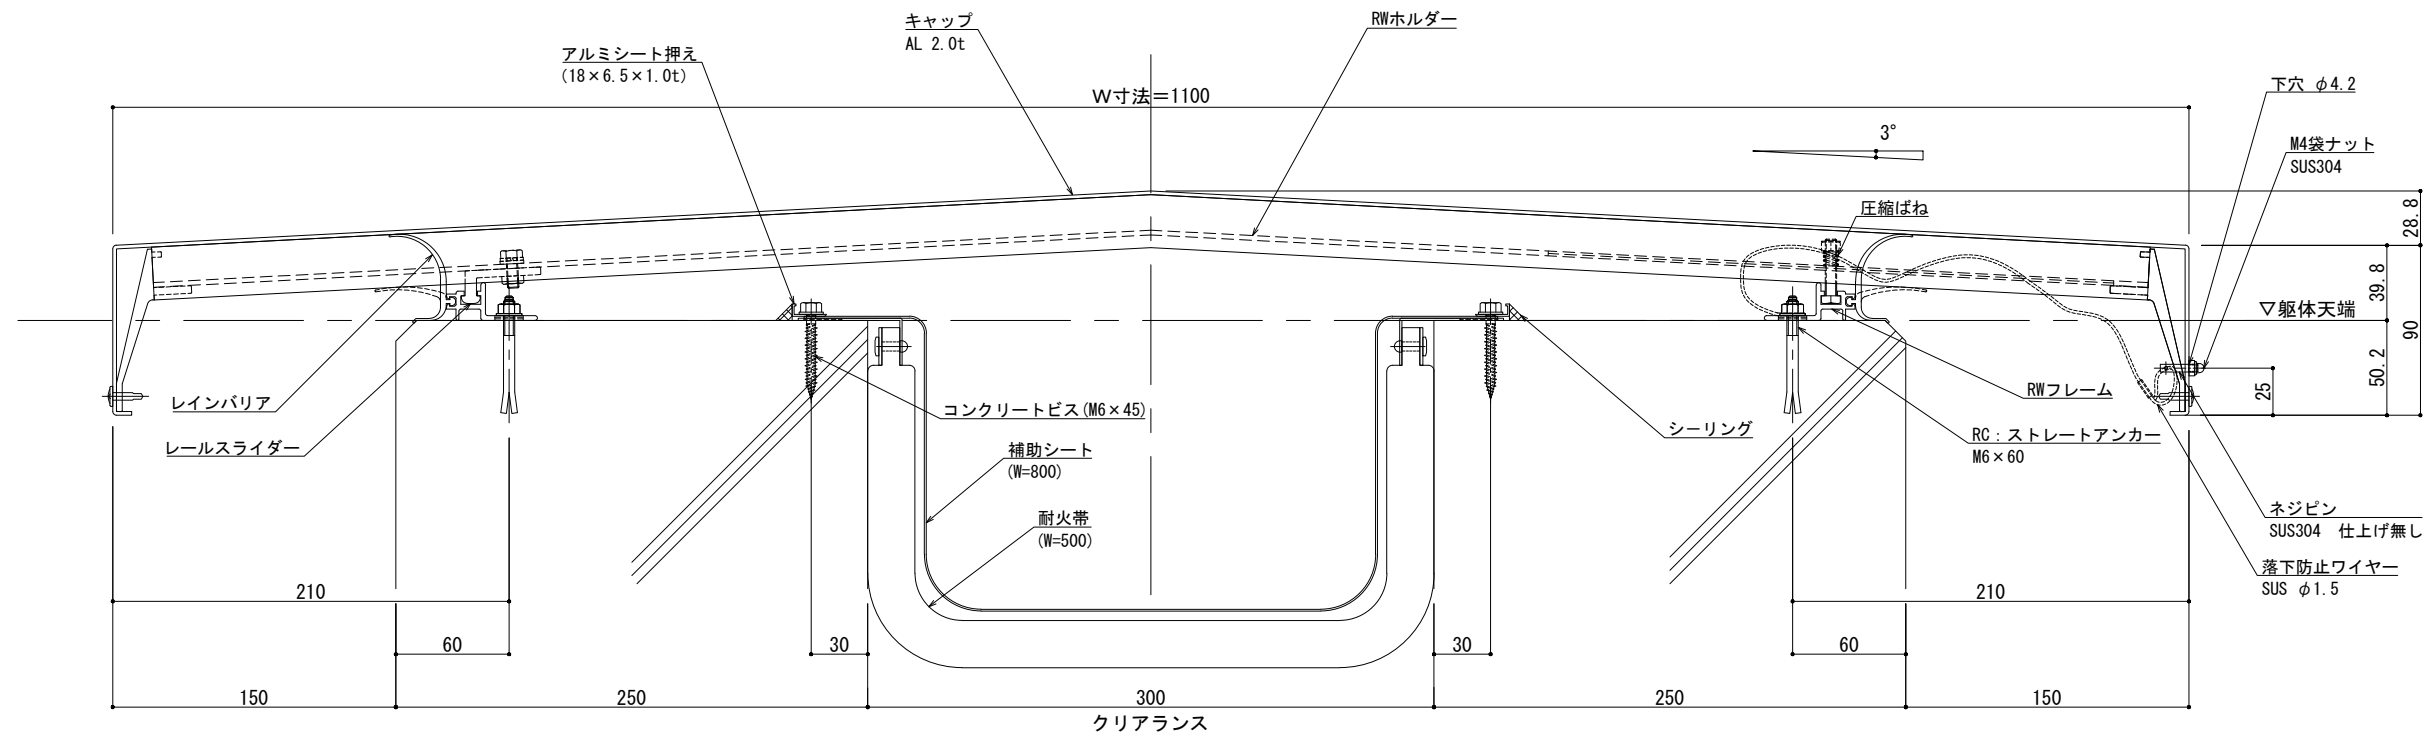 キャップ
AL 2.0t
RWホルダー
アルミシート押え
(18×6.5×1.0t)
W寸法=1100
下穴 φ4.2
3°
M4袋ナット
SUS304
圧縮ばね
28.8
39.8
▽躯体天端
90
50.2
25
レインバリア
レールスライダー
コンクリートビス(M6×45)
補助シート
(W=800)
耐火帯
(W=500)
シーリング
RWフレーム
RC：ストレートアンカー
M6×60
ネジピン
SUS304 仕上げ無し
落下防止ワイヤー
SUS φ1.5
210
210
60
30
30
60
150
250
300
250
150
クリアランス